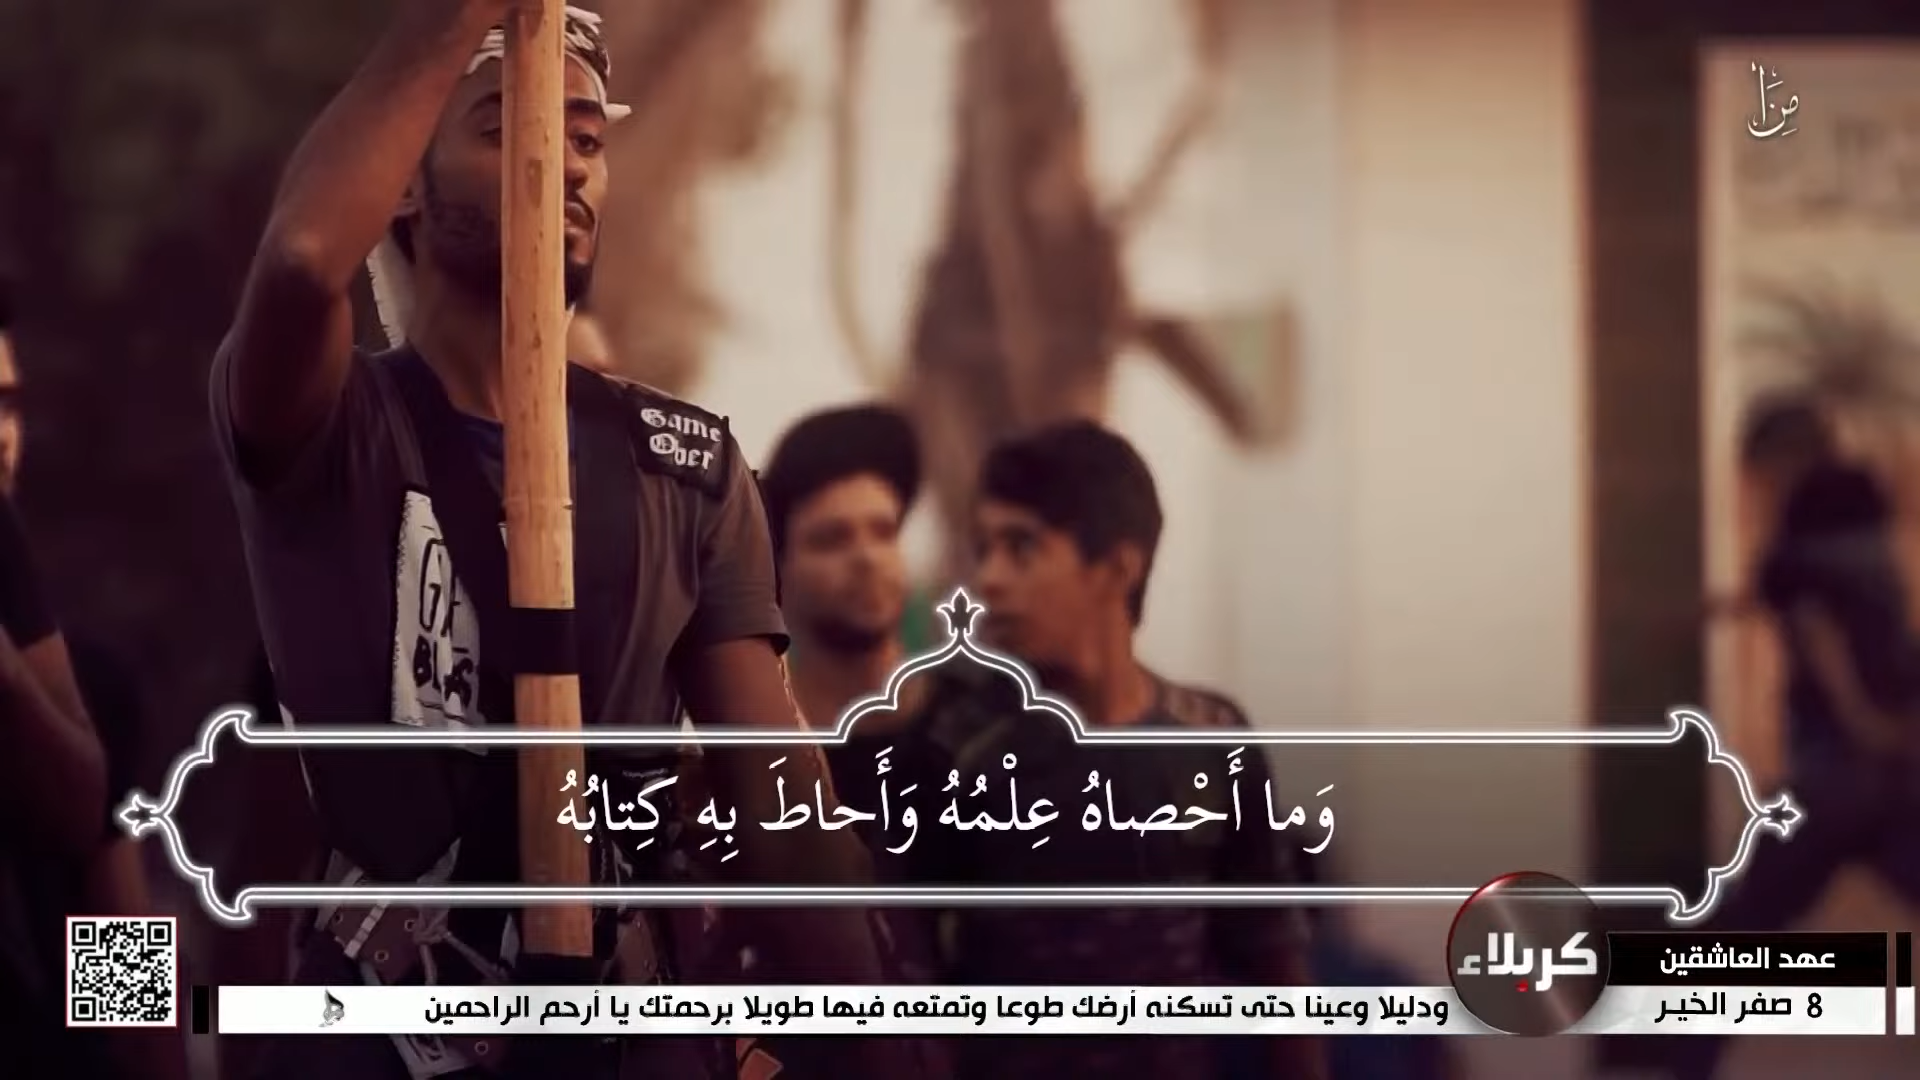 مِنَ
Game
Over
وَما أَحْصاهُ عِلْمُهُ وَأَحاطَ بِهِ كِتابُهُ
عهد العاشقين
كربلاء
8 صفر الخير
ودليلا وعينا حتى تسكنه أرضك طوعا وتمتعه فيها طويلا برحمتك يا أرحم الراحمين